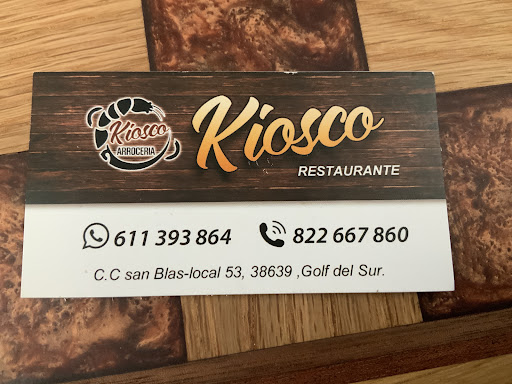 Kiosco
ARROCERIA
Kiosco
RESTAURANTE
611 393 864
822 667 860
C.C san Blas-local 53, 38639 ,Golf del Sur.